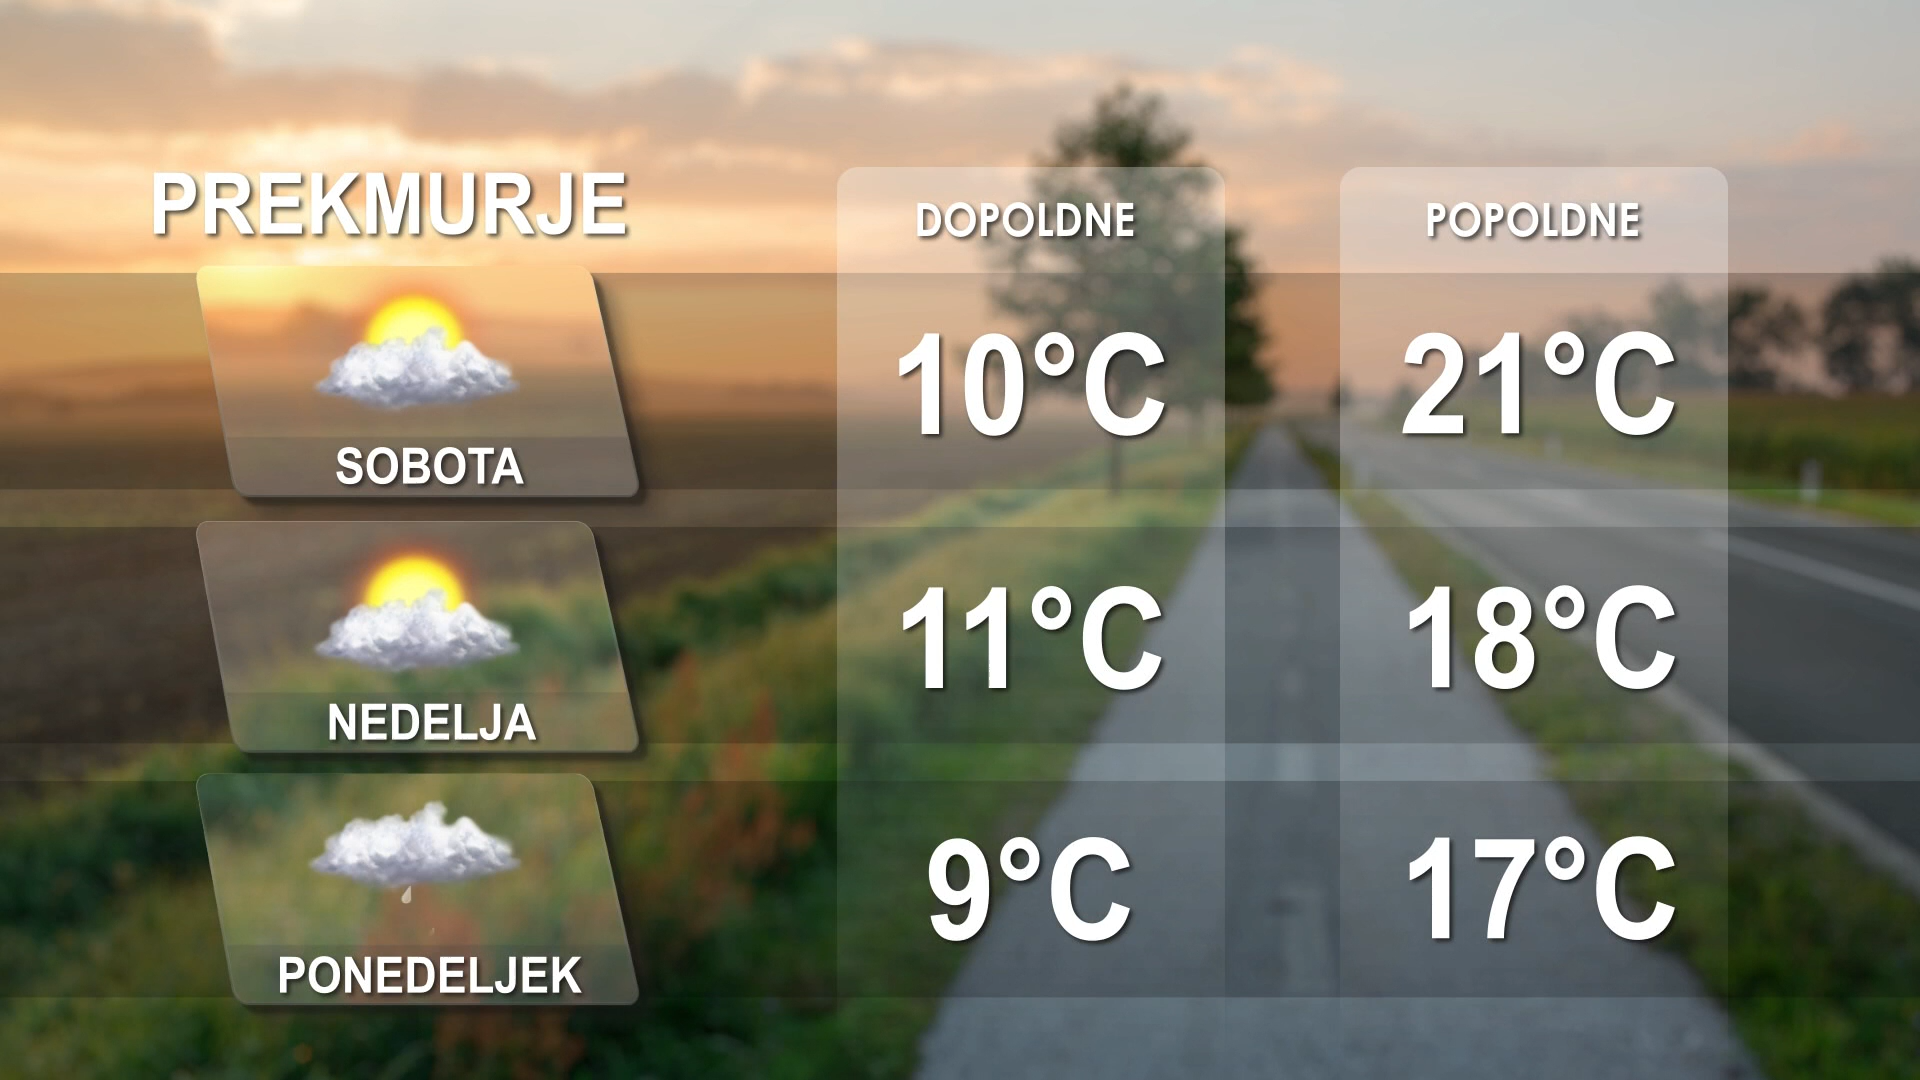 PREKMURJE
DOPOLDNE POPOLDNE
10°C 21°C
SOBOTA
11°C 18°C
NEDELJA
9°C 17°C
PONEDELJEK